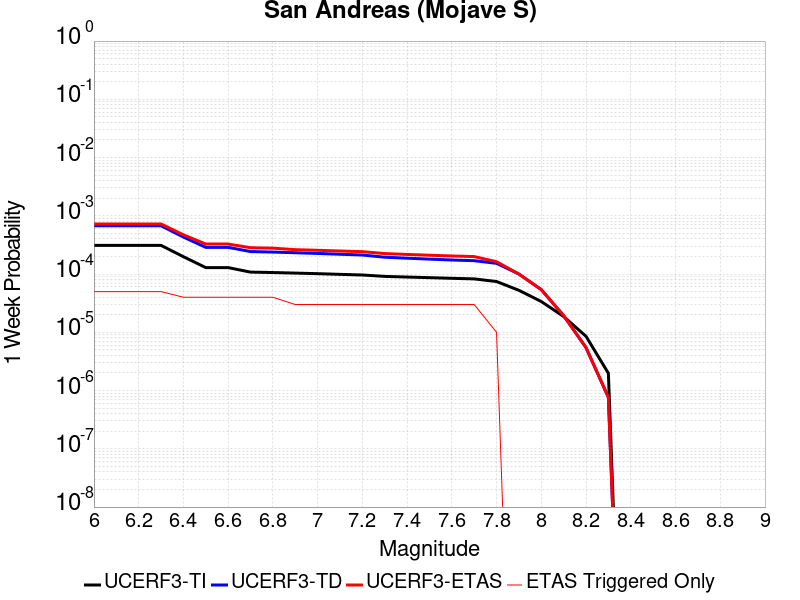 San Andreas (Mojave S)
10^0
10^-1
10^-2
10^-3
10^-4
10^-5
10^-6
10^-7
10^-8
1 Week Probability
6 6.2 6.4 6.6 6.8 7 7.2 7.4 7.6 7.8 8 8.2 8.4 8.6 8.8 9
Magnitude
UCERF3-TI UCERF3-TD UCERF3-ETAS ETAS Triggered Only